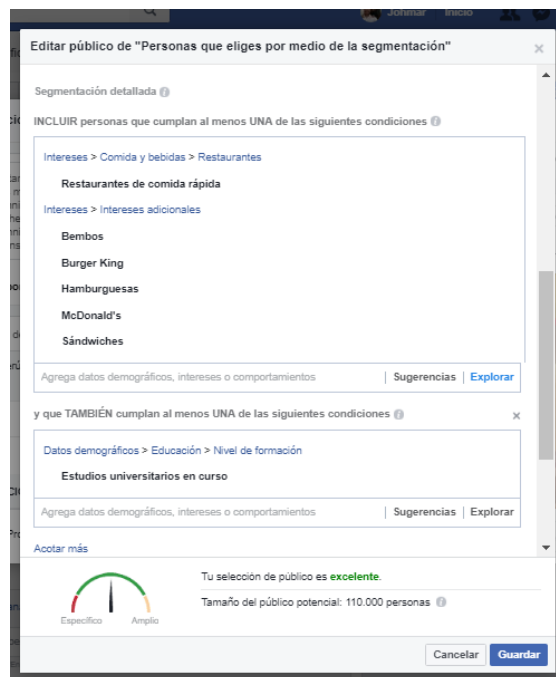 Johmar Inicio
Editar público de "Personas que eliges por medio de la segmentación"
Segmentación detallada
INCLUIR personas que cumplan al menos UNA de las siguientes condiciones
Intereses > Comida y bebidas > Restaurantes
Restaurantes de comida rápida
Intereses > Intereses adicionales
Bembos
Burger King
Hamburguesas
McDonald's
Sándwiches
Agrega datos demográficos, intereses o comportamientos | Sugerencias | Explorar
y que TAMBIÉN cumplan al menos UNA de las siguientes condiciones
Datos demográficos > Educación > Nivel de formación
Estudios universitarios en curso
Agrega datos demográficos, intereses o comportamientos | Sugerencias | Explorar
Acotar más
Tu selección de público es excelente.
Tamaño del público potencial: 110.000 personas
Específico Amplio
Cancelar Guardar